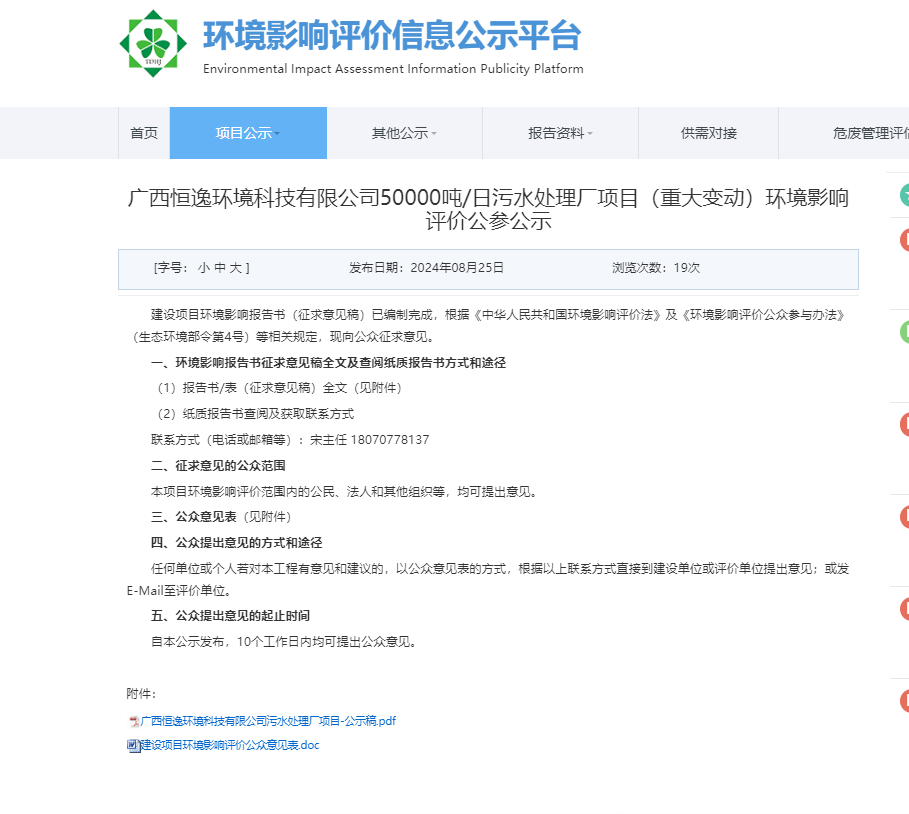 环境影响评价信息公示平台
Environmental Impact Assessment Information Publicity Platform
首页
项目公示
其他公示
报告资料
供需对接
危废管理评估
广西恒逸环境科技有限公司50000吨/日污水处理厂项目（重大变动）环境影响
评价公参公示
[字号： 小 中 大 ]
发布日期：2024年08月25日
浏览次数：19次
建设项目环境影响报告书（征求意见稿）已编制完成，根据《中华人民共和国环境影响评价法》及《环境影响评价公众参与办法》
（生态环境部令第4号）等相关规定，现向公众征求意见。
一、环境影响报告书征求意见稿全文及查阅纸质报告书方式和途径
（1）报告书/表（征求意见稿）全文（见附件）
（2）纸质报告书查阅及获取联系方式
联系方式（电话或邮箱等）：宋主任 18070778137
二、征求意见的公众范围
本项目环境影响评价范围内的公民、法人和其他组织等，均可提出意见。
三、公众意见表（见附件）
四、公众提出意见的方式和途径
任何单位或个人若对本工程有意见和建议的，以公众意见表的方式，根据以上联系方式直接到建设单位或评价单位提出意见；或发
E-Mail至评价单位。
五、公众提出意见的起止时间
自本公示发布，10个工作日内均可提出公众意见。
附件：
广西恒逸环境科技有限公司污水处理厂项目-公示稿.pdf
建设项目环境影响评价公众意见表.doc